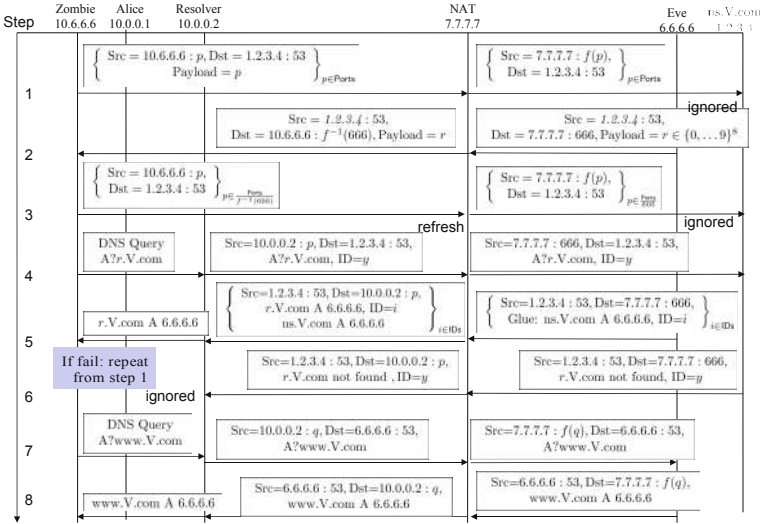 Step
Zombie
10.6.6.6
Alice
10.0.0.1
Resolver
10.0.0.2
NAT
7.7.7.7
Eve
6.6.6.6
ns.V.com
1.2.3.4
{ Src = 10.6.6.6 : p, Dst = 1.2.3.4 : 53
Payload = p } p∈Ports
{ Src = 7.7.7.7 : f(p),
Dst = 1.2.3.4 : 53 } p∈Ports
1
ignored
Src = 1.2.3.4 : 53,
Dst = 10.6.6.6 : f⁻¹(666), Payload = r
Src = 1.2.3.4 : 53,
Dst = 7.7.7.7 : 666, Payload = r ∈ {0, …9}⁸
2
{ Src = 10.6.6.6 : p,
Dst = 1.2.3.4 : 53 } p∈ Ports / f⁻¹(666)
{ Src = 7.7.7.7 : f(p),
Dst = 1.2.3.4 : 53 } p∈ Ports / 666
3
refresh
ignored
DNS Query
A?r.V.com
Src=10.0.0.2 : p, Dst=1.2.3.4 : 53,
A?r.V.com, ID=y
Src=7.7.7.7 : 666, Dst=1.2.3.4 : 53,
A?r.V.com, ID=y
4
r.V.com A 6.6.6.6
{ Src=1.2.3.4 : 53, Dst=10.0.0.2 : p,
r.V.com A 6.6.6.6, ID=i
ns.V.com A 6.6.6.6 } i∈IDs
{ Src=1.2.3.4 : 53, Dst=7.7.7.7 : 666,
Glue: ns.V.com A 6.6.6.6, ID=i } i∈IDs
5
If fail: repeat
from step 1
Src=1.2.3.4 : 53, Dst=10.0.0.2 : p,
r.V.com not found , ID=y
Src=1.2.3.4 : 53, Dst=7.7.7.7 : 666,
r.V.com not found, ID=y
6
ignored
DNS Query
A?www.V.com
Src=10.0.0.2 : q, Dst=6.6.6.6 : 53,
A?www.V.com
Src=7.7.7.7 : f(q), Dst=6.6.6.6 : 53,
A?www.V.com
7
www.V.com A 6.6.6.6
Src=6.6.6.6 : 53, Dst=10.0.0.2 : q,
www.V.com A 6.6.6.6
Src=6.6.6.6 : 53, Dst=7.7.7.7 : f(q),
www.V.com A 6.6.6.6
8